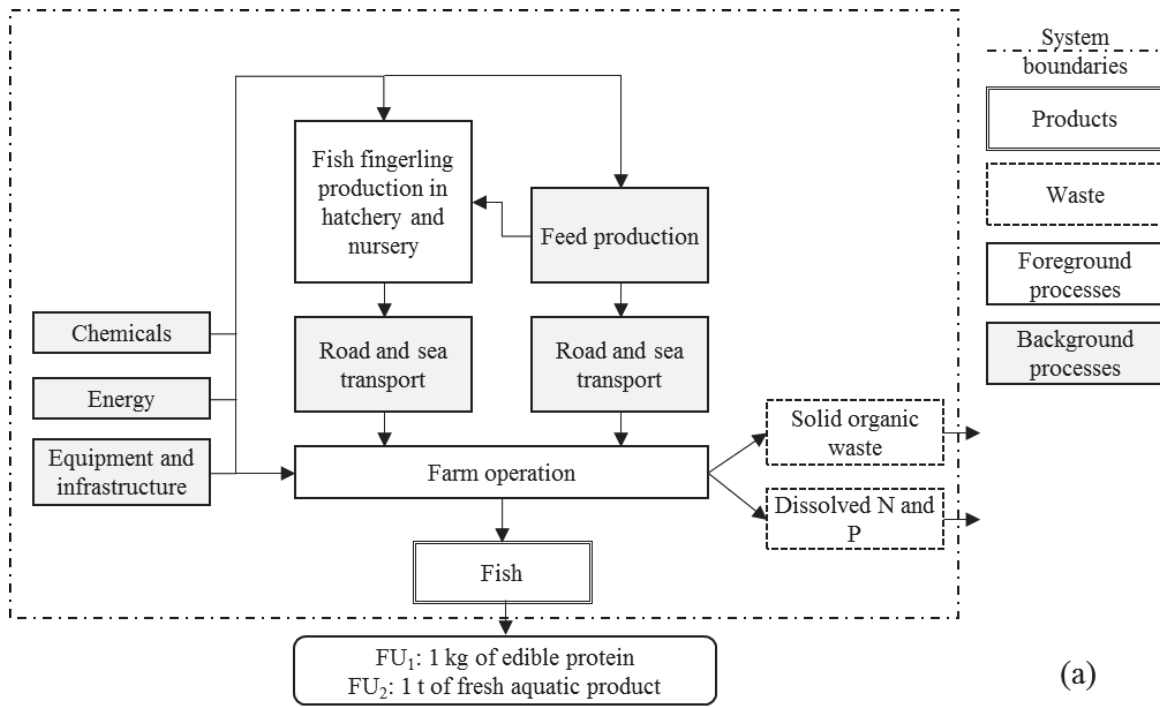 System
boundaries
Products
Waste
Foreground
processes
Background
processes
Fish fingerling
production in
hatchery and
nursery
Feed production
Chemicals
Energy
Equipment and
infrastructure
Road and sea
transport
Road and sea
transport
Farm operation
Solid organic
waste
Dissolved N and
P
Fish
FU₁: 1 kg of edible protein
FU₂: 1 t of fresh aquatic product
(a)